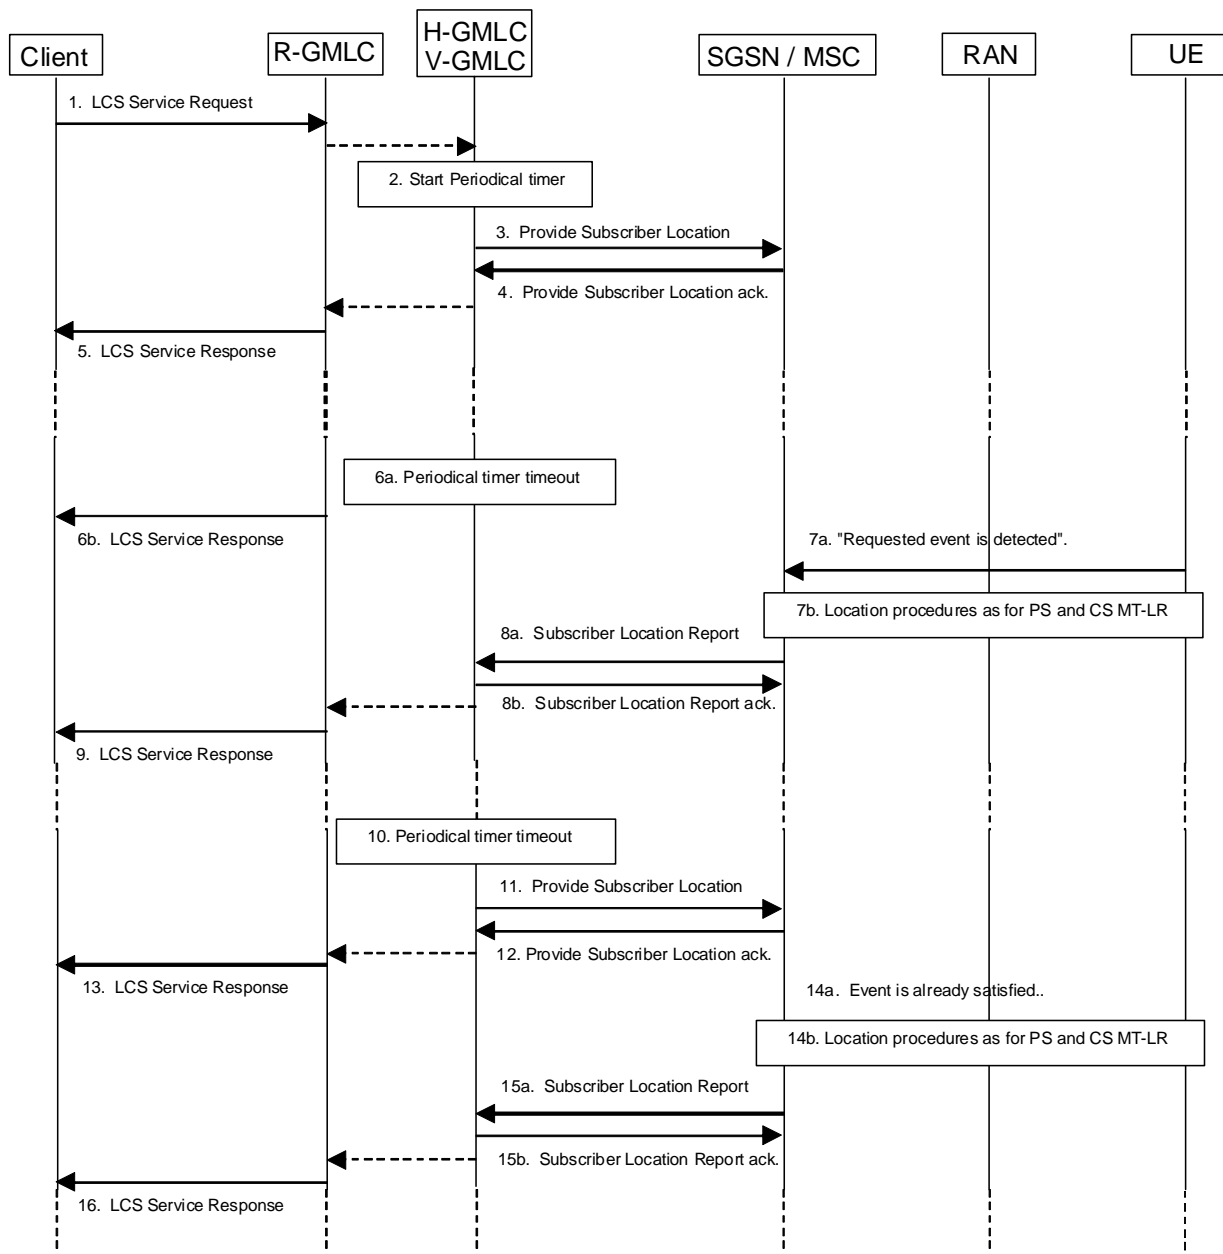 Client
R-GMLC
H-GMLC
V-GMLC
SGSN / MSC
RAN
UE
1. LCS Service Request
2. Start Periodical timer
3. Provide Subscriber Location
4. Provide Subscriber Location ack.
5. LCS Service Response
6a. Periodical timer timeout
6b. LCS Service Response
7a. "Requested event is detected".
7b. Location procedures as for PS and CS MT-LR
8a. Subscriber Location Report
8b. Subscriber Location Report ack.
9. LCS Service Response
10. Periodical timer timeout
11. Provide Subscriber Location
12. Provide Subscriber Location ack.
13. LCS Service Response
14a. Event is already satisfied..
14b. Location procedures as for PS and CS MT-LR
15a. Subscriber Location Report
15b. Subscriber Location Report ack.
16. LCS Service Response